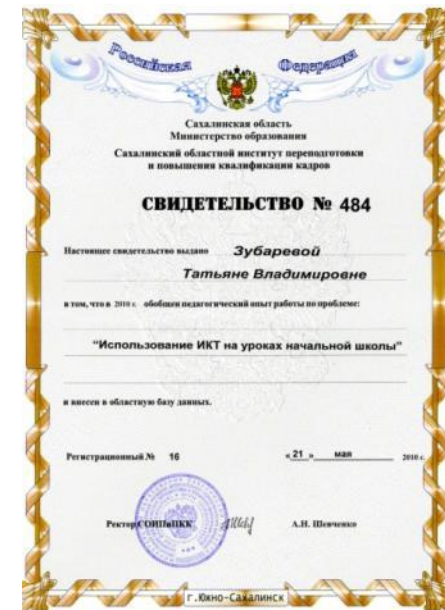 Российская Федерация
Сахалинская область
Министерство образования
Сахалинский областной институт переподготовки
и повышения квалификации кадров
СВИДЕТЕЛЬСТВО № 484
Настоящее свидетельство выдано Зубаревой
Татьяне Владимировне
в том, что в 2010 г. обобщен педагогический опыт работы по проблеме:
"Использование ИКТ на уроках начальной школы"
и внесен в областную базу данных.
Регистрационный № 16 « 21 » мая 2010 г.
Ректор СОИПиПКК А.Н. Шевченко
г.Южно-Сахалинск